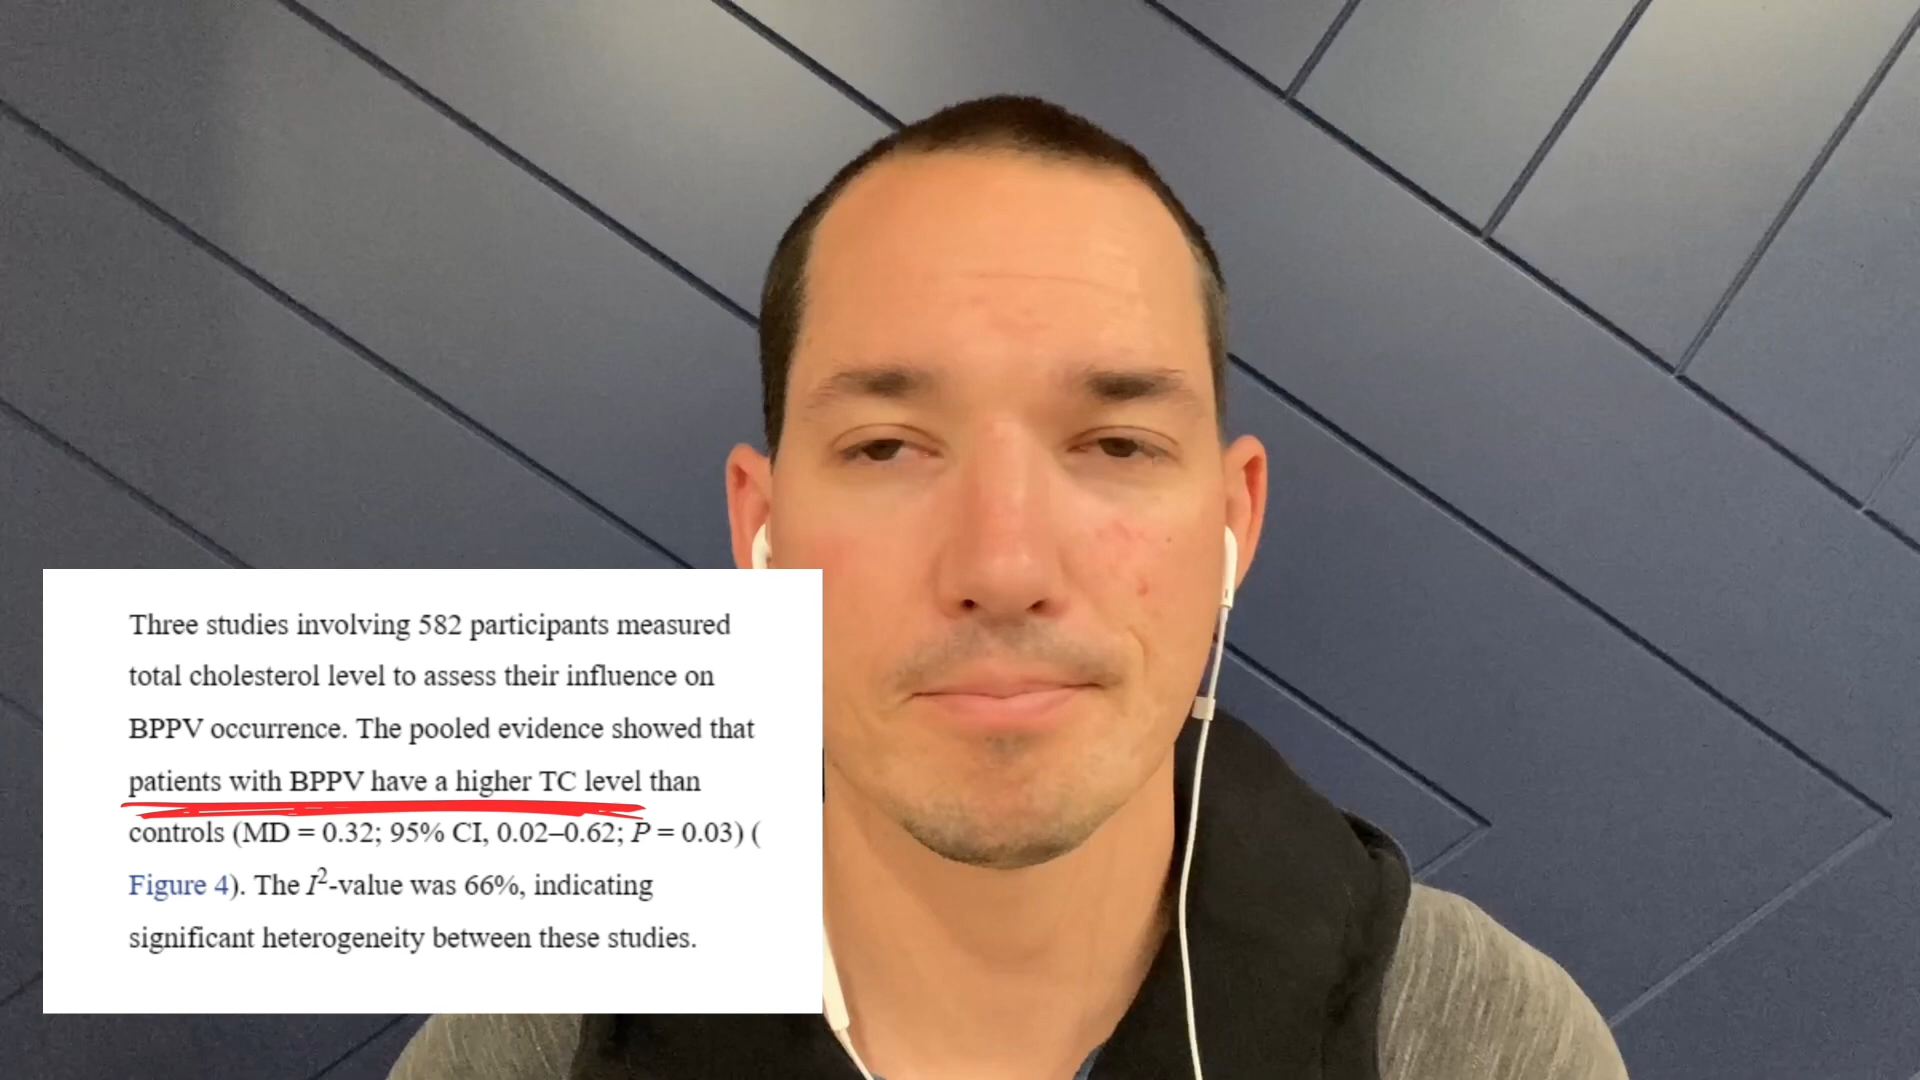 Three studies involving 582 participants measured
total cholesterol level to assess their influence on
BPPV occurrence. The pooled evidence showed that
patients with BPPV have a higher TC level than
controls (MD = 0.32; 95% CI, 0.02–0.62; P = 0.03) (
Figure 4). The I²-value was 66%, indicating
significant heterogeneity between these studies.